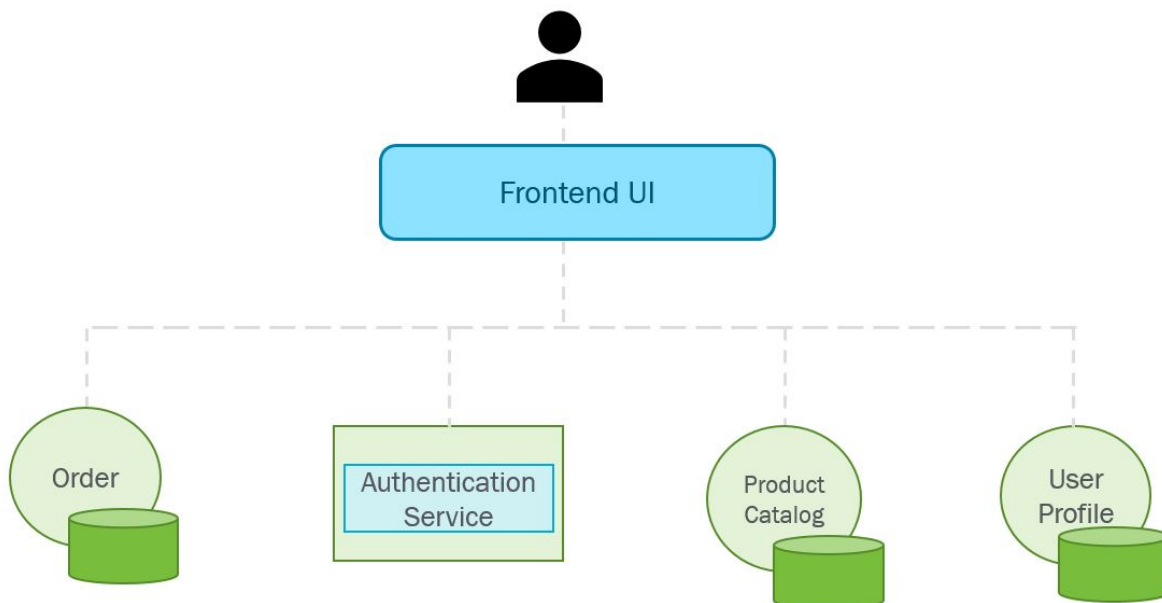 Frontend UI
Order
Authentication
Service
Product
Catalog
User
Profile